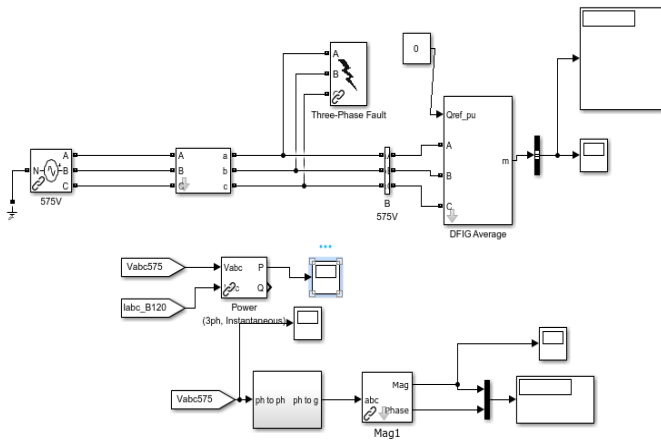 A
B
Three-Phase Fault
0
Qref_pu
A
B
C
m
DFIG Average
N
A
B
C
575V
A
B
C
a
b
c
B
575V
Vabc575
Iabc_B120
Vabc
P
Q
Power
(3ph, Instantaneous)
Vabc575
ph to ph
ph to g
abc
Mag
Phase
Mag1